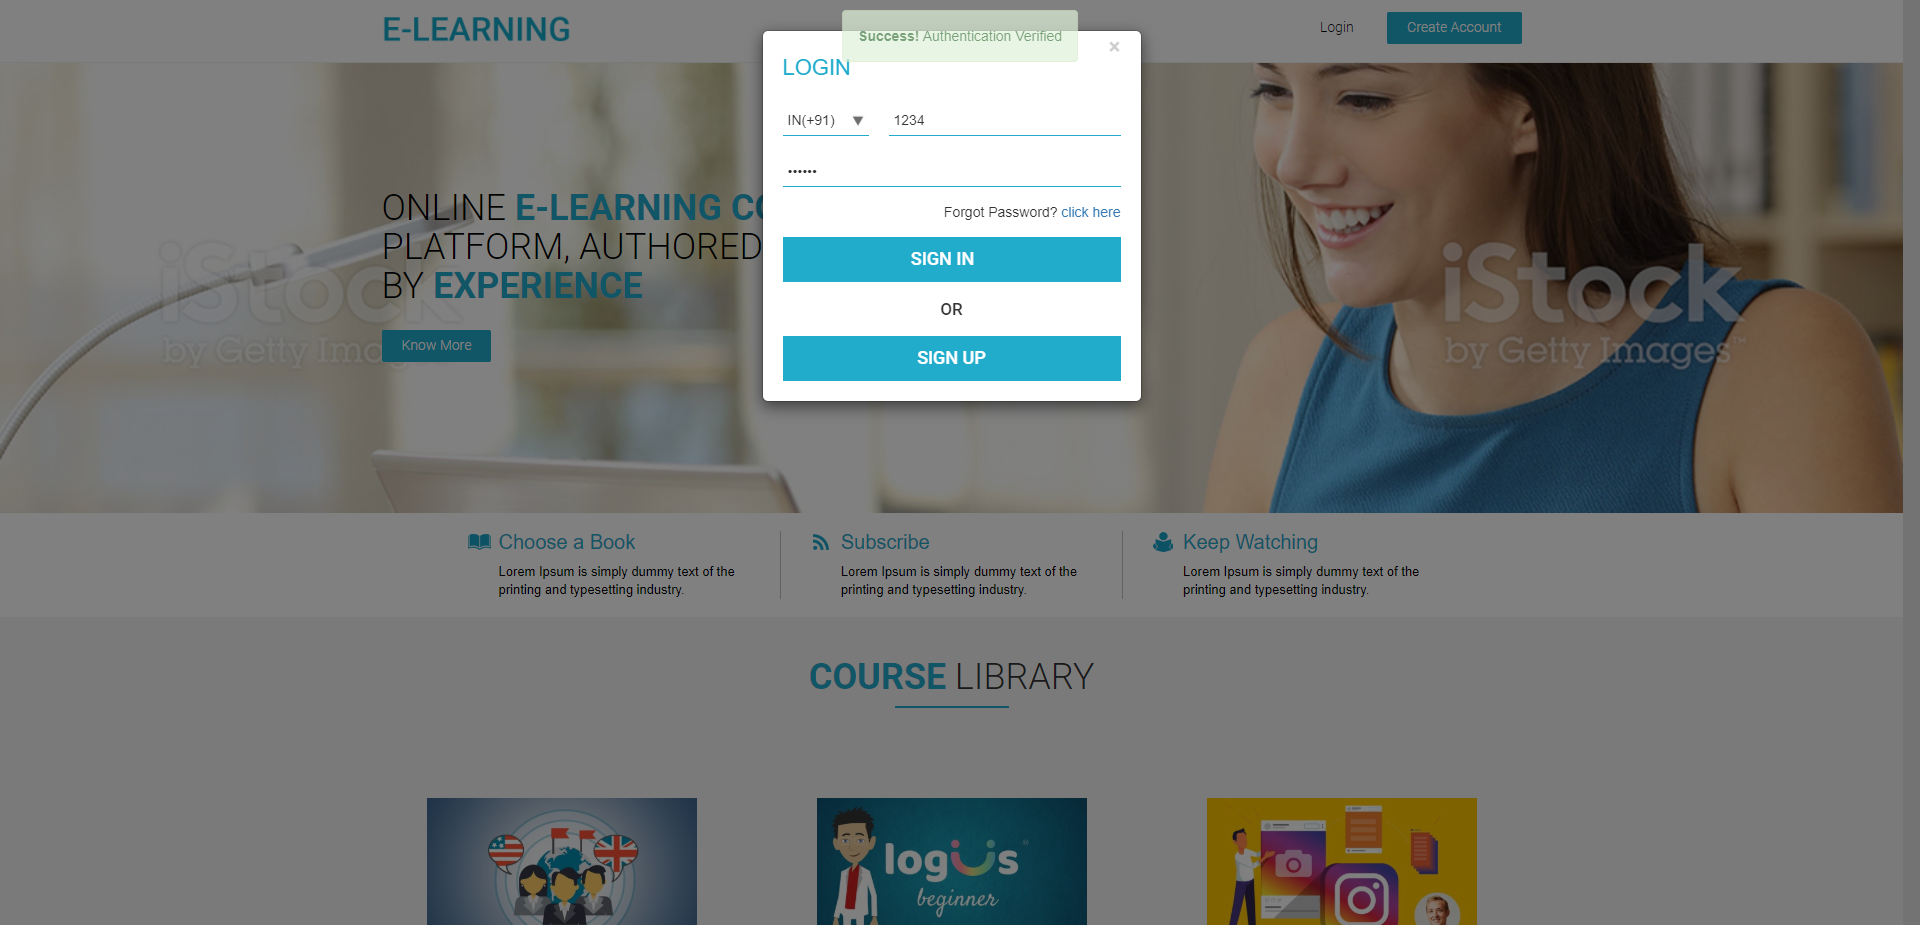 E-LEARNING
Login
Create Account
Success! Authentication Verified
×
LOGIN
IN(+91)
1234
••••••
Forgot Password? click here
SIGN IN
OR
SIGN UP
ONLINE E-LEARNING CO
PLATFORM, AUTHORED
BY EXPERIENCE
Know More
iStock
by Getty Images
iStock
by Getty Images™
Choose a Book
Lorem Ipsum is simply dummy text of the
printing and typesetting industry.
Subscribe
Lorem Ipsum is simply dummy text of the
printing and typesetting industry.
Keep Watching
Lorem Ipsum is simply dummy text of the
printing and typesetting industry.
COURSE LIBRARY
logus
beginner